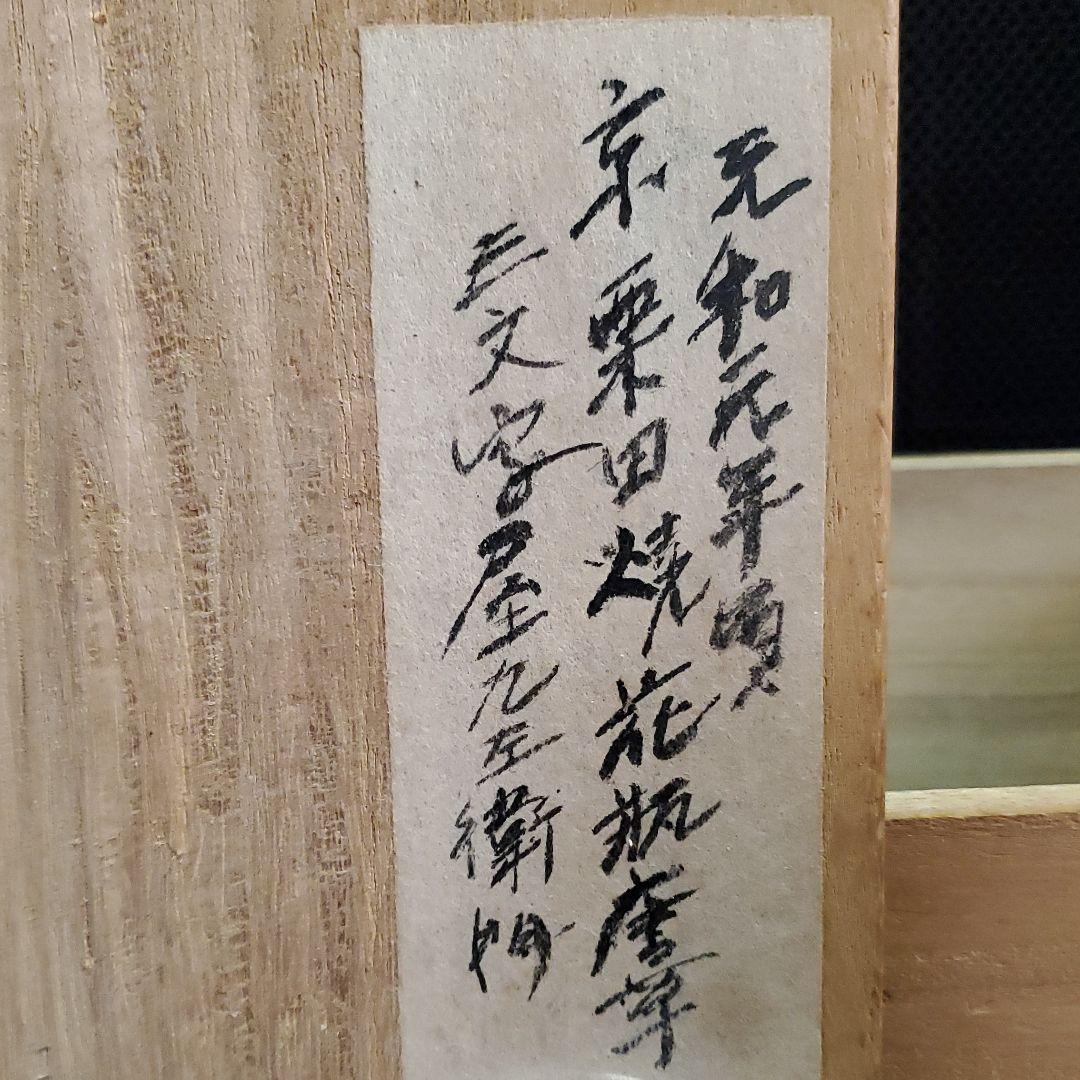 元和元年頃
京 粟田焼花瓶唐草
三文字屋九左衛門